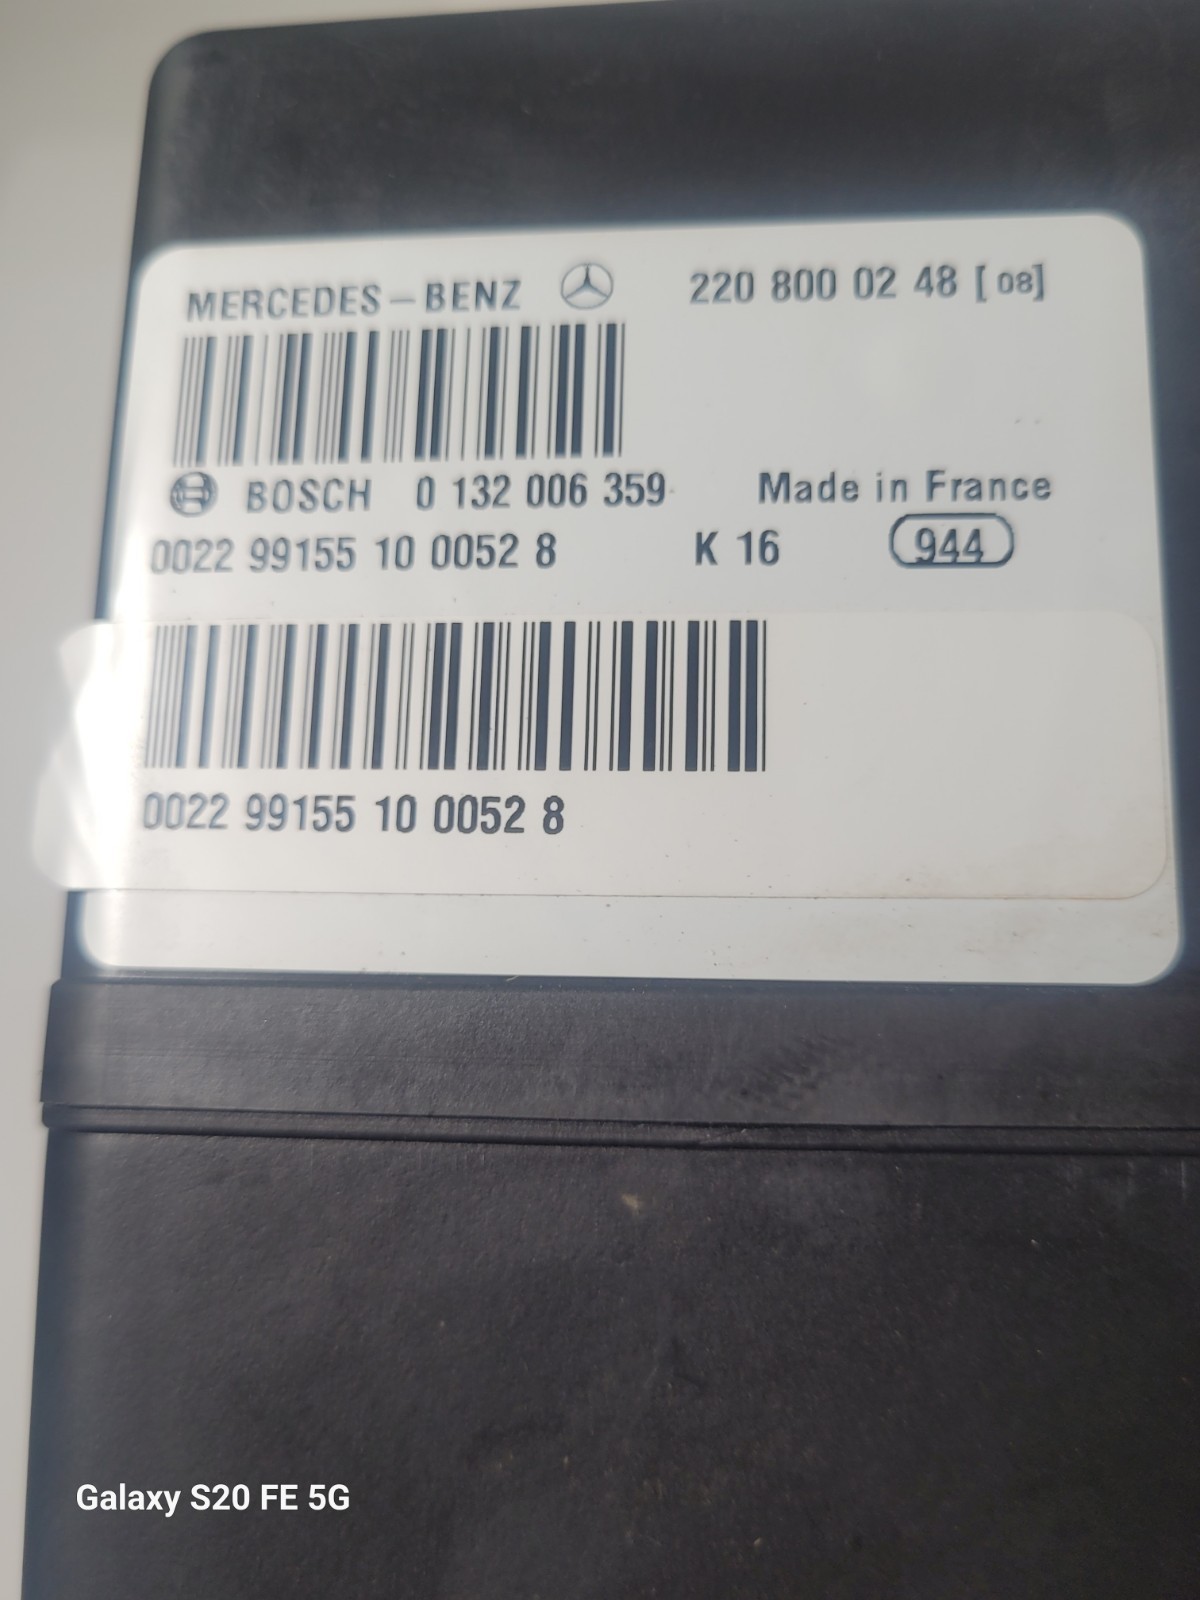 MERCEDES-BENZ 220 800 02 48 [08]
BOSCH 0 132 006 359 Made in France
0022 99155 10 0052 8 K 16 944
0022 99155 10 0052 8
Galaxy S20 FE 5G